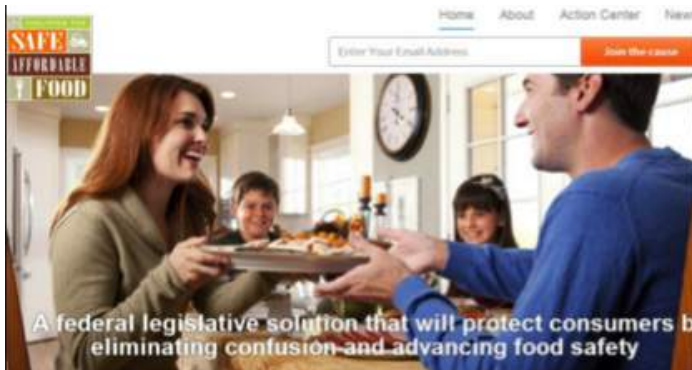 Home About Action Center New
SAFE
AFFORDABLE
FOOD
Enter Your Email Address
Join the cause
A federal legislative solution that will protect consumers b
eliminating confusion and advancing food safety